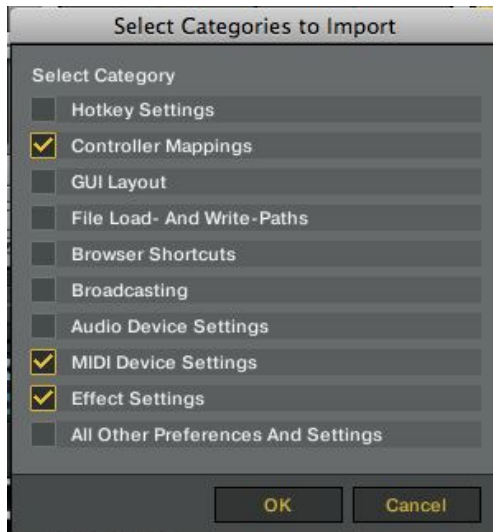 Select Categories to Import
Select Category
Hotkey Settings
Controller Mappings
GUI Layout
File Load- And Write-Paths
Browser Shortcuts
Broadcasting
Audio Device Settings
MIDI Device Settings
Effect Settings
All Other Preferences And Settings
OK Cancel